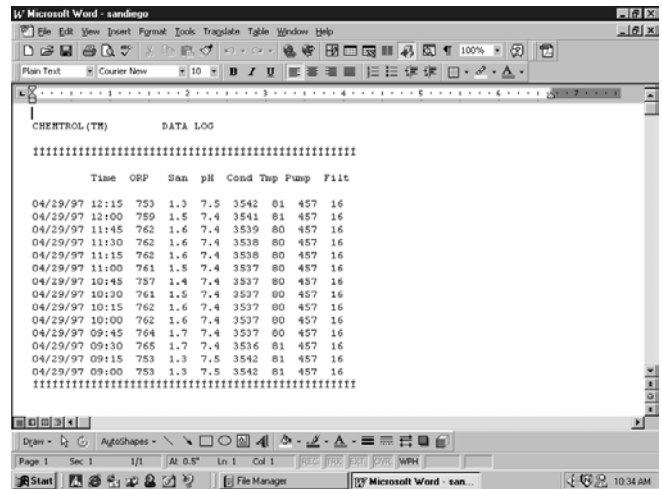 Microsoft Word - sandiego
File Edit View Insert Format Tools Translate Table Window Help
100%
Plain Text Courier New 10 B I U A
1 2 3 4 5 6 7
CHEMTROL(TM) DATA LOG
IIIIIIIIIIIIIIIIIIIIIIIIIIIIIIIIIIIIIIIIIIIIIIIIII
Time ORP San pH Cond Tmp Pump Filt
04/29/97 12:15 753 1.3 7.5 3542 81 457 16
04/29/97 12:00 759 1.5 7.4 3541 81 457 16
04/29/97 11:45 762 1.6 7.4 3539 80 457 16
04/29/97 11:30 762 1.6 7.4 3538 80 457 16
04/29/97 11:15 762 1.6 7.4 3538 80 457 16
04/29/97 11:00 761 1.5 7.4 3537 80 457 16
04/29/97 10:45 757 1.4 7.4 3537 80 457 16
04/29/97 10:30 761 1.5 7.4 3537 80 457 16
04/29/97 10:15 762 1.6 7.4 3537 80 457 16
04/29/97 10:00 762 1.6 7.4 3537 80 457 16
04/29/97 09:45 764 1.7 7.4 3537 80 457 16
04/29/97 09:30 765 1.7 7.4 3536 81 457 16
04/29/97 09:15 753 1.3 7.5 3542 81 457 16
04/29/97 09:00 753 1.3 7.5 3542 81 457 16
IIIIIIIIIIIIIIIIIIIIIIIIIIIIIIIIIIIIIIIIIIIIIIIIII
Draw AutoShapes A
Page 1 Sec 1 1/1 At 0.5" Ln 1 Col 1 REC TRK EXT OVR WPH
Start File Manager Microsoft Word - san... 10:34 AM